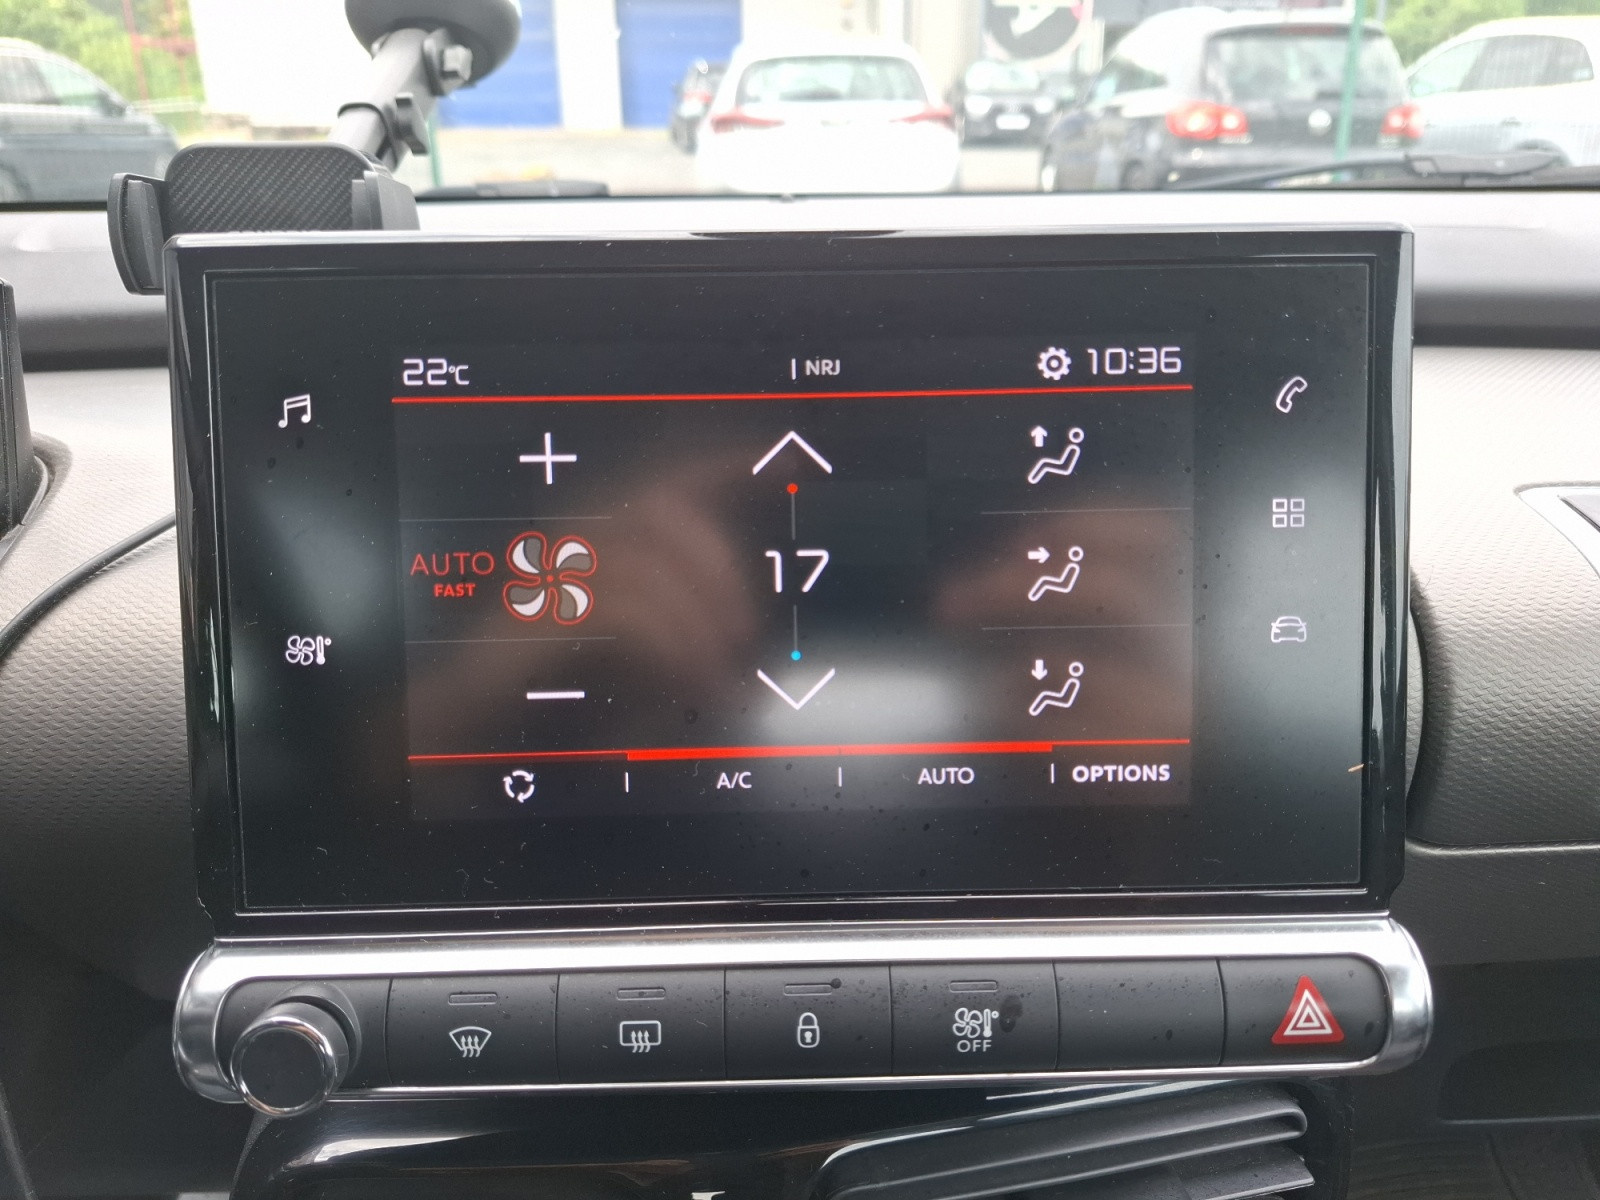 22°C | NRJ 10:36
AUTO
FAST
17
| A/C | AUTO | OPTIONS
OFF